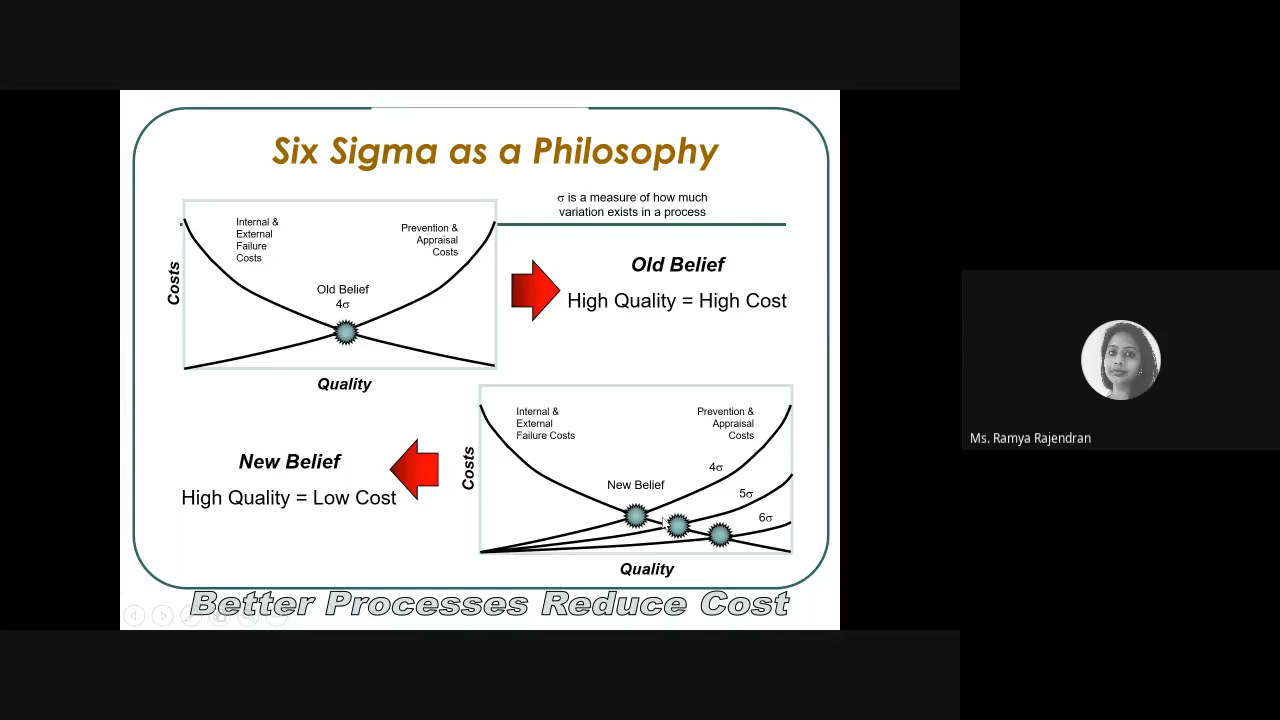 Six Sigma as a Philosophy
σ is a measure of how much
variation exists in a process
Internal &
External
Failure
Costs
Prevention &
Appraisal
Costs
Old Belief
4σ
Costs
Quality
Old Belief
High Quality = High Cost
New Belief
High Quality = Low Cost
Internal &
External
Failure Costs
Prevention &
Appraisal
Costs
4σ
New Belief
5σ
6σ
Costs
Quality
Better Processes Reduce Cost
Ms. Ramya Rajendran